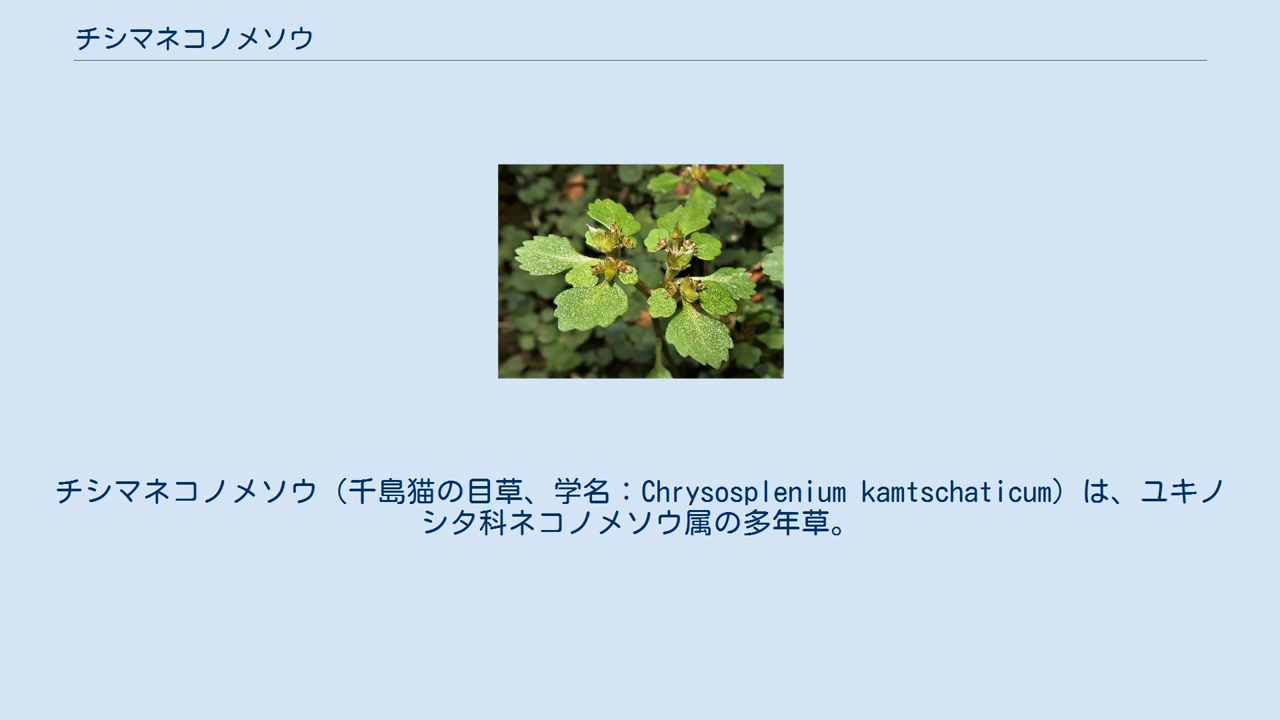 チシマネコノメソウ
チシマネコノメソウ（千島猫の目草、学名：Chrysosplenium kamtschaticum）は、ユキノ
シタ科ネコノメソウ属の多年草。